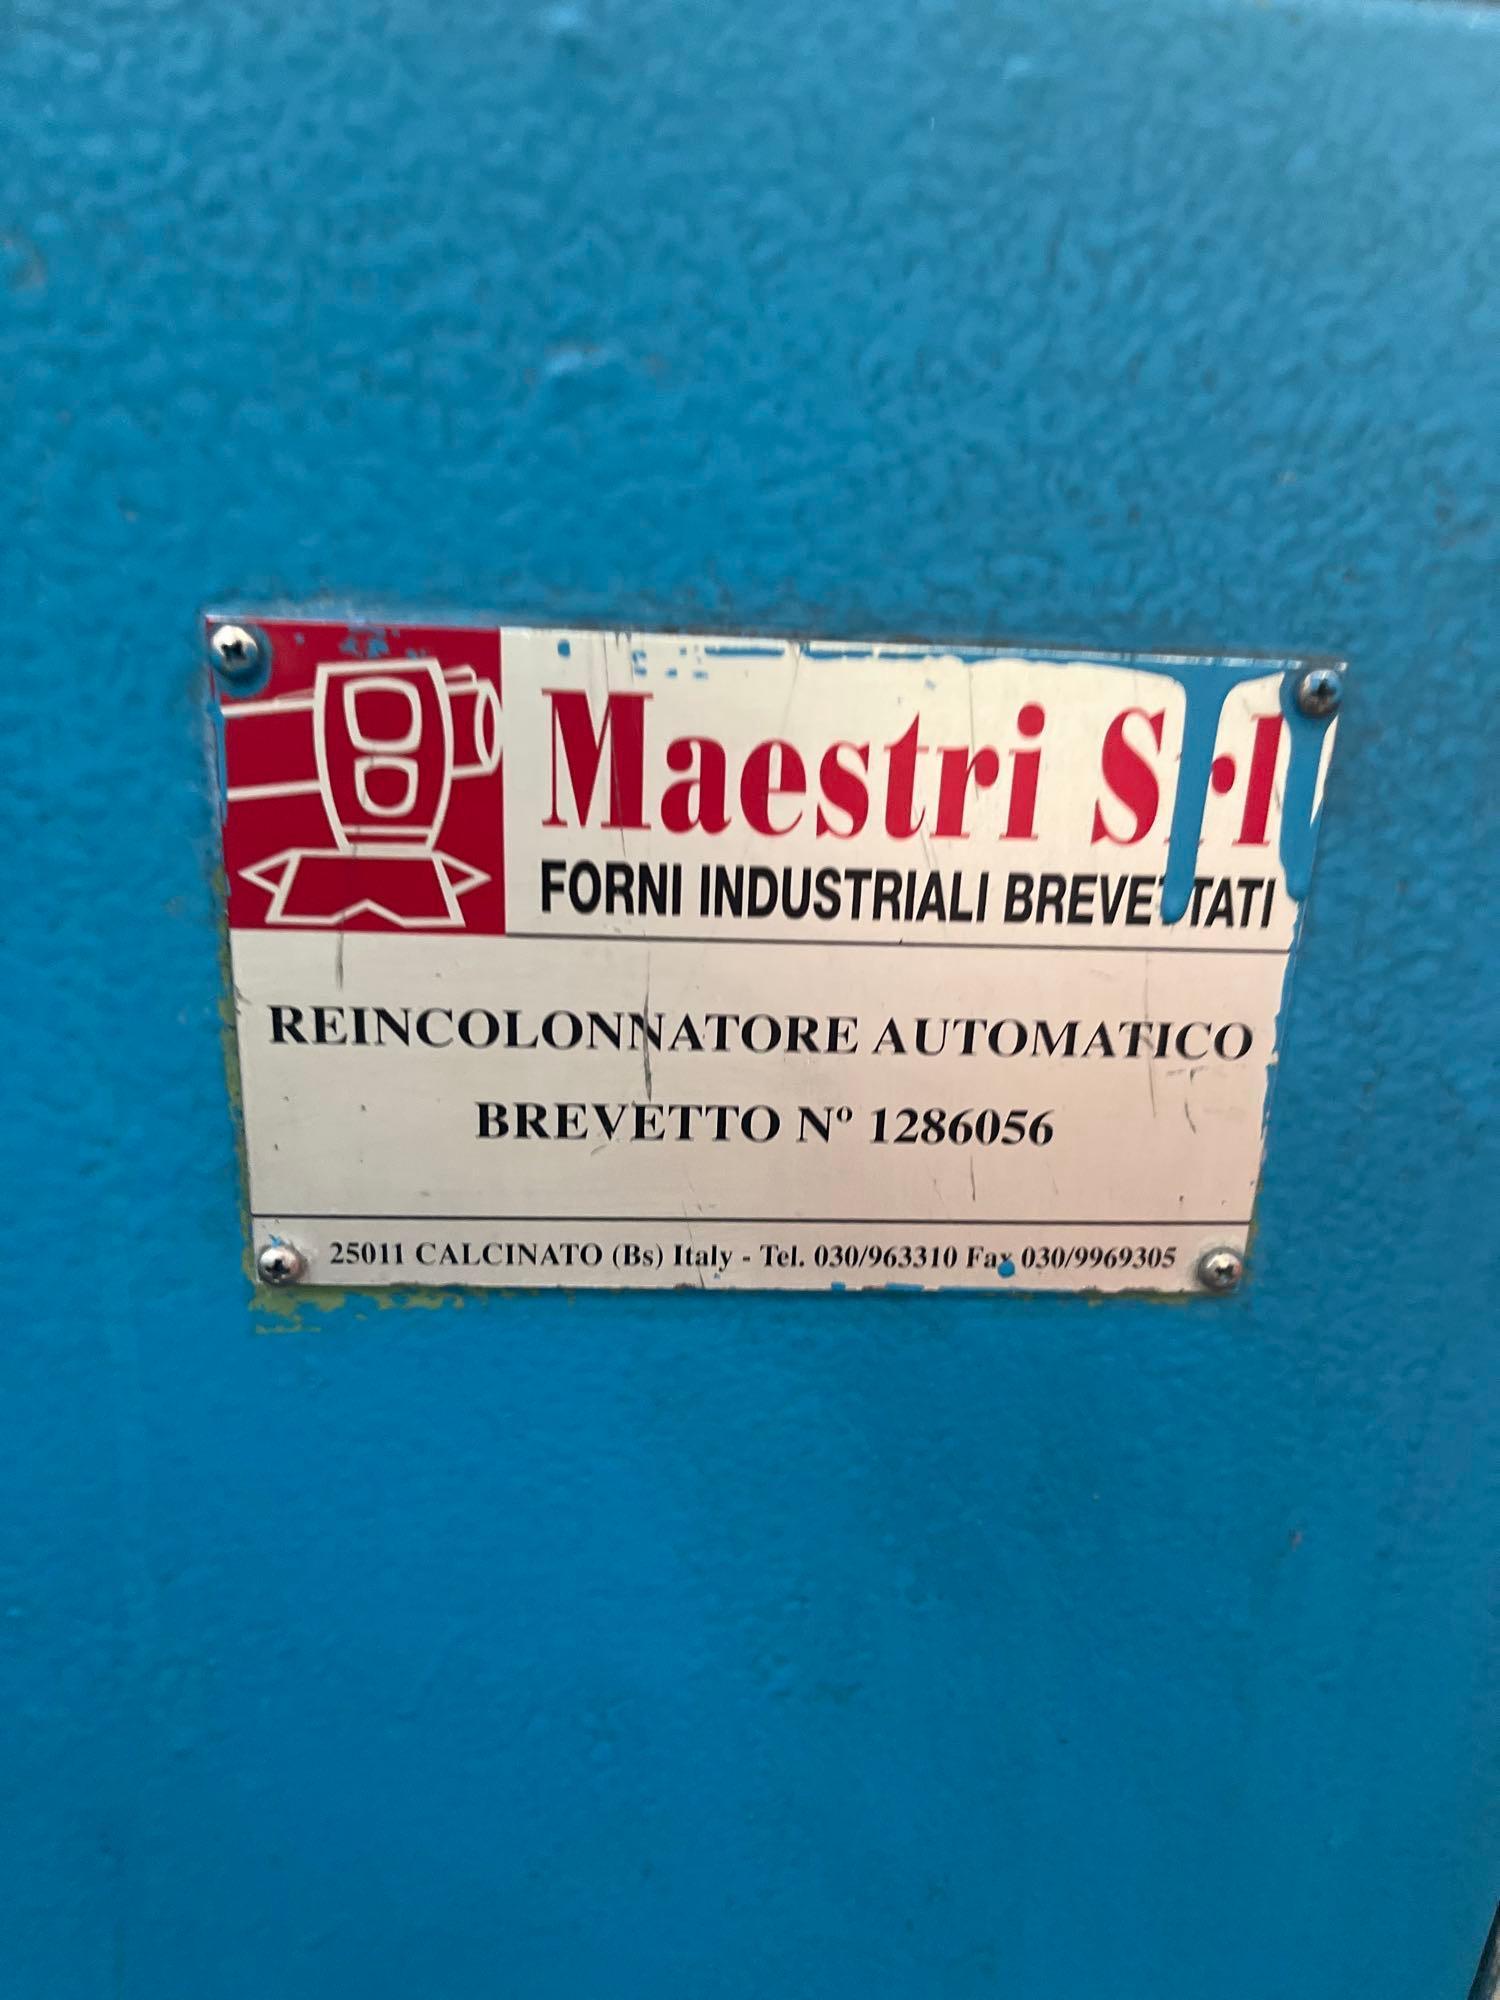 Maestri Srl
FORNI INDUSTRIALI BREVETTATI
REINCOLONNATORE AUTOMATICO
BREVETTO Nº 1286056
25011 CALCINATO (Bs) Italy - Tel. 030/963310 Fax 030/9969305